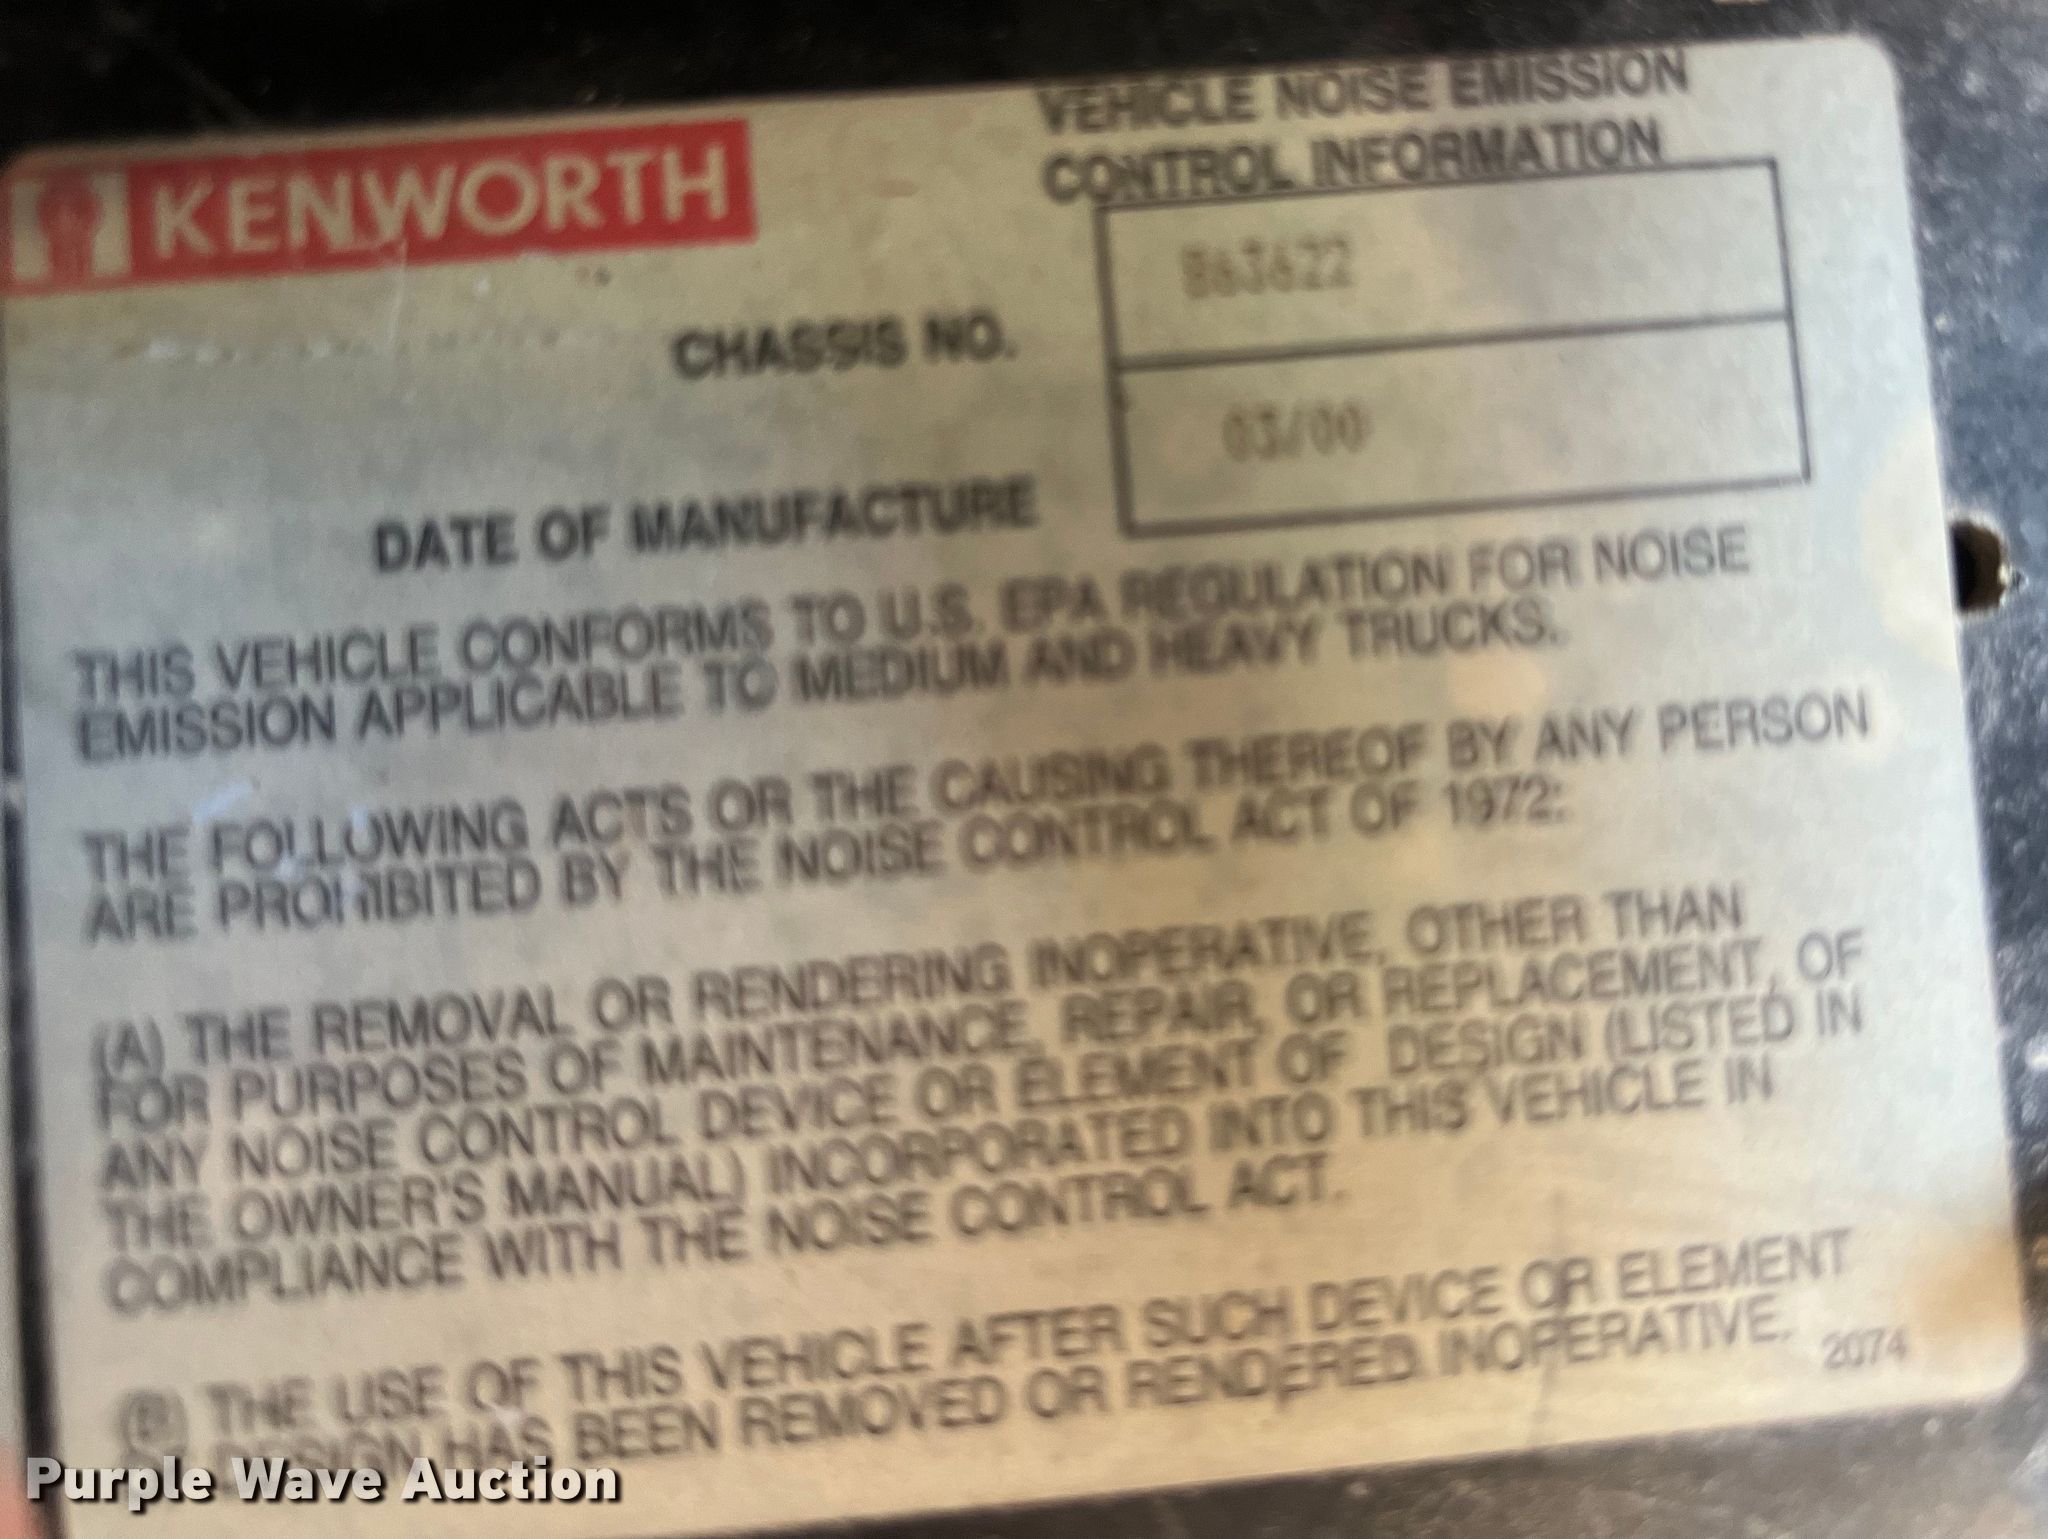 KENWORTH
VEHICLE NOISE EMISSION
CONTROL INFORMATION
CHASSIS NO.
863622
DATE OF MANUFACTURE
03/00
THIS VEHICLE CONFORMS TO U.S. EPA REGULATION FOR NOISE
EMISSION APPLICABLE TO MEDIUM AND HEAVY TRUCKS.
THE FOLLOWING ACTS OR THE CAUSING THEREOF BY ANY PERSON
ARE PROHIBITED BY THE NOISE CONTROL ACT OF 1972:
(A) THE REMOVAL OR RENDERING INOPERATIVE, OTHER THAN
FOR PURPOSES OF MAINTENANCE, REPAIR, OR REPLACEMENT, OF
ANY NOISE CONTROL DEVICE OR ELEMENT OF DESIGN (LISTED IN
THE OWNER'S MANUAL) INCORPORATED INTO THIS VEHICLE IN
COMPLIANCE WITH THE NOISE CONTROL ACT.
(B) THE USE OF THIS VEHICLE AFTER SUCH DEVICE OR ELEMENT
OF DESIGN HAS BEEN REMOVED OR RENDERED INOPERATIVE.
2074
Purple Wave Auction